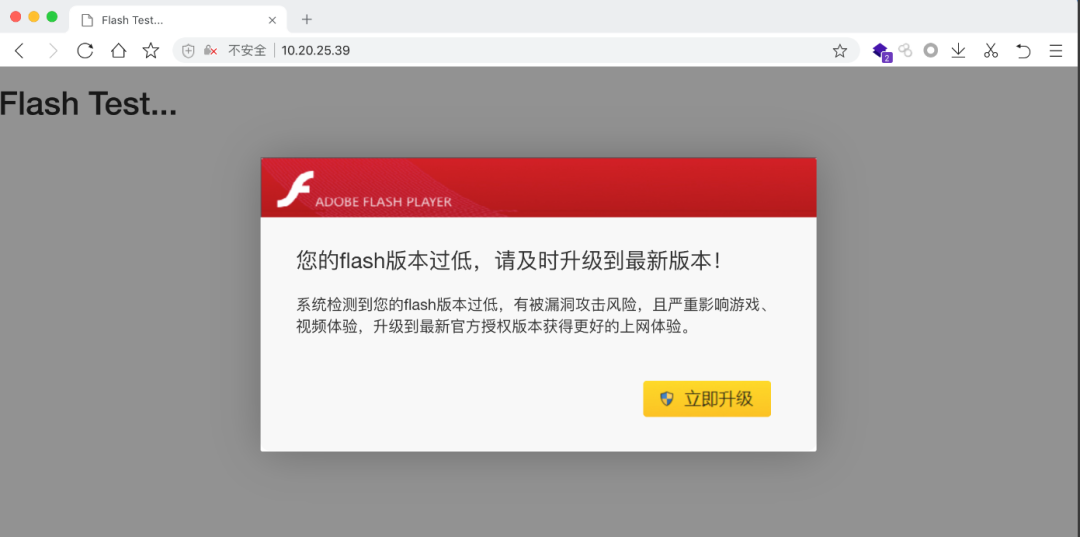 Flash Test...
不安全
10.20.25.39
2
Flash Test...
ADOBE FLASH PLAYER
您的flash版本过低，请及时升级到最新版本！
系统检测到您的flash版本过低，有被漏洞攻击风险，且严重影响游戏、
视频体验，升级到最新官方授权版本获得更好的上网体验。
立即升级